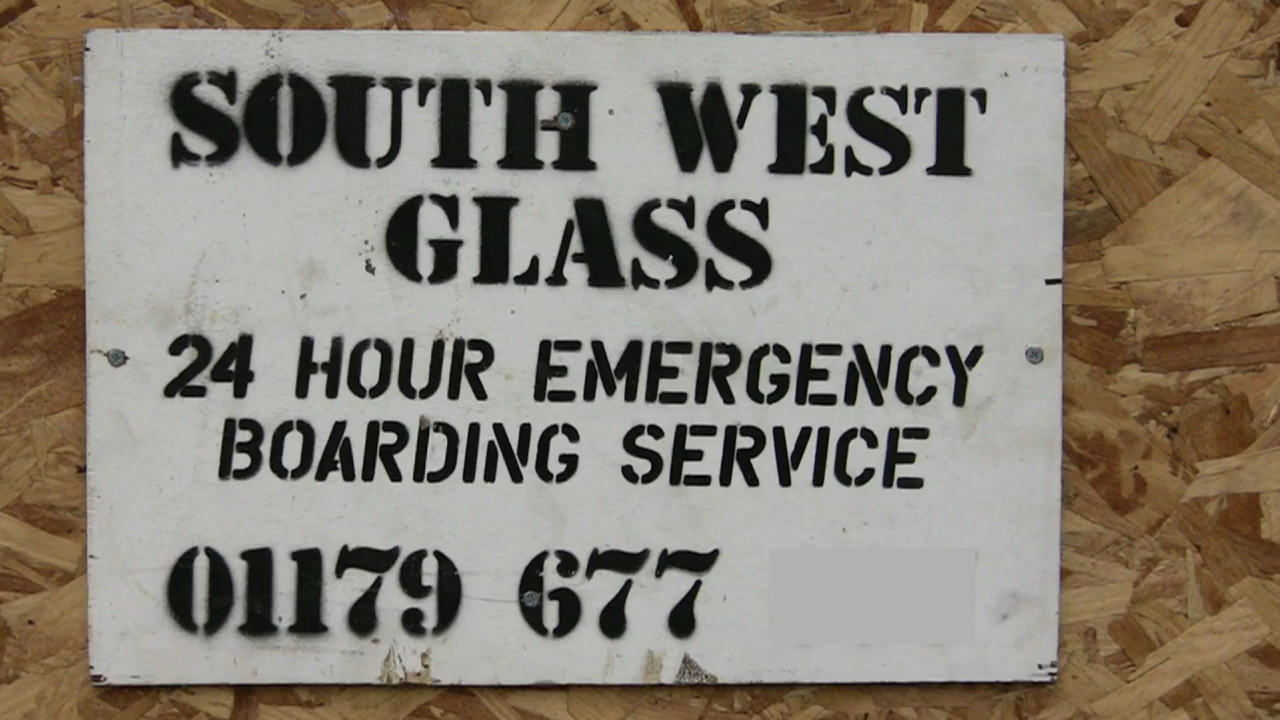 SOUTH WEST
GLASS
24 HOUR EMERGENCY
BOARDING SERVICE
01179 677